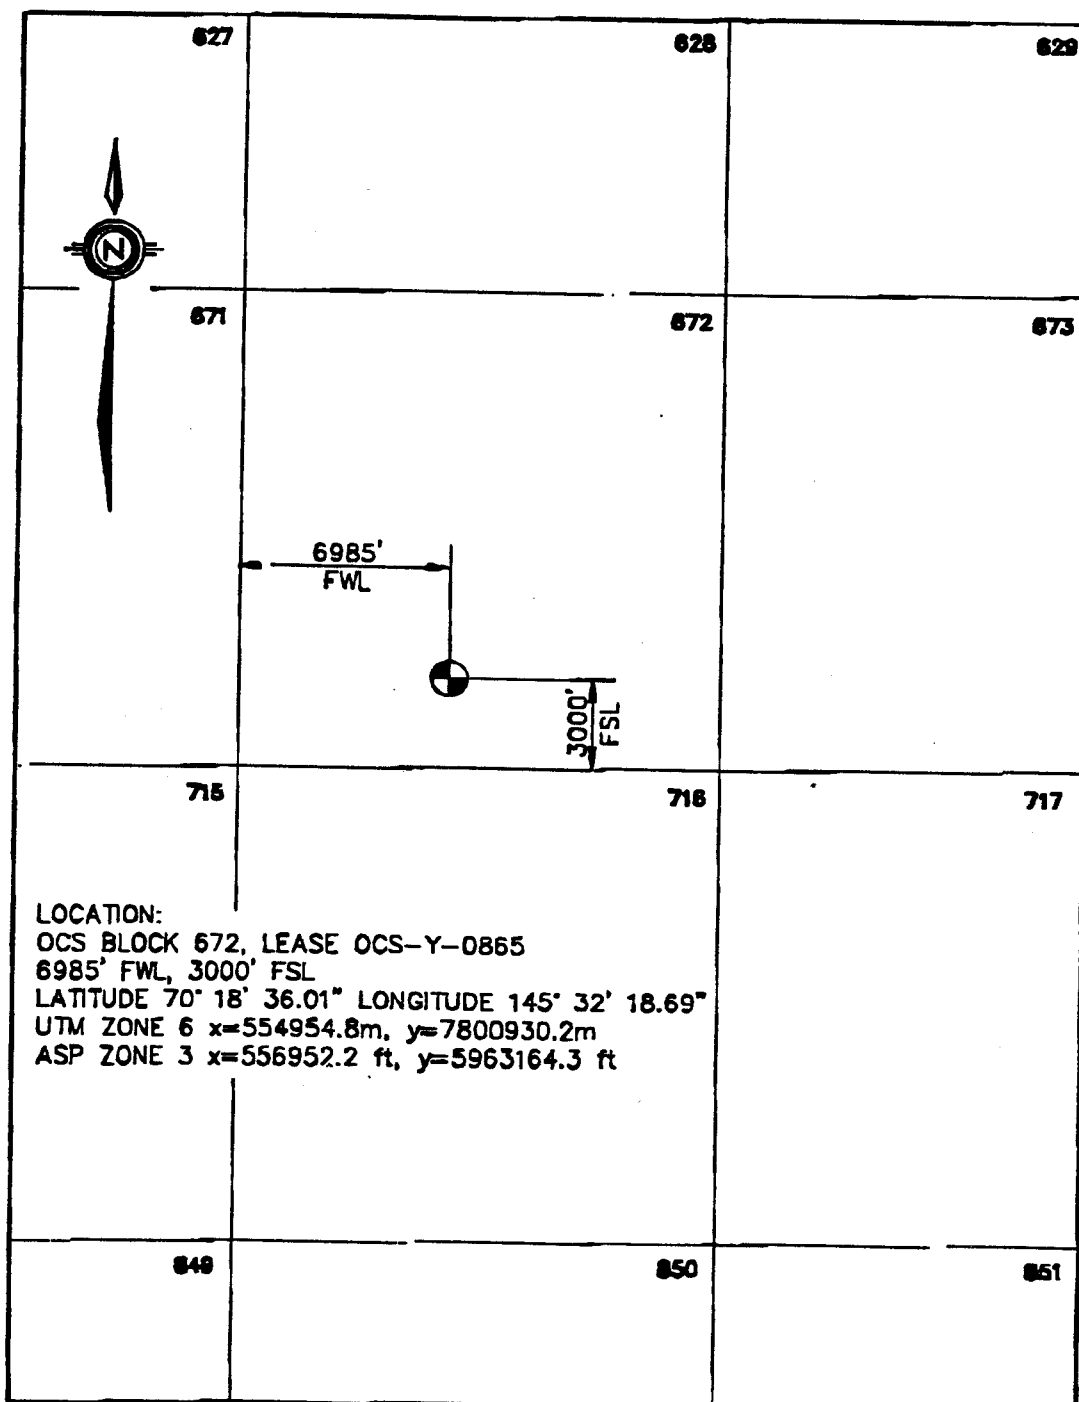 627
628
629
N
671
672
673
6985'
FWL
3000'
FSL
715
716
717
LOCATION:
OCS BLOCK 672, LEASE OCS-Y-0865
6985' FWL, 3000' FSL
LATITUDE 70° 18' 36.01" LONGITUDE 145° 32' 18.69"
UTM ZONE 6 x=554954.8m, y=7800930.2m
ASP ZONE 3 x=556952.2 ft, y=5963164.3 ft
849
850
851